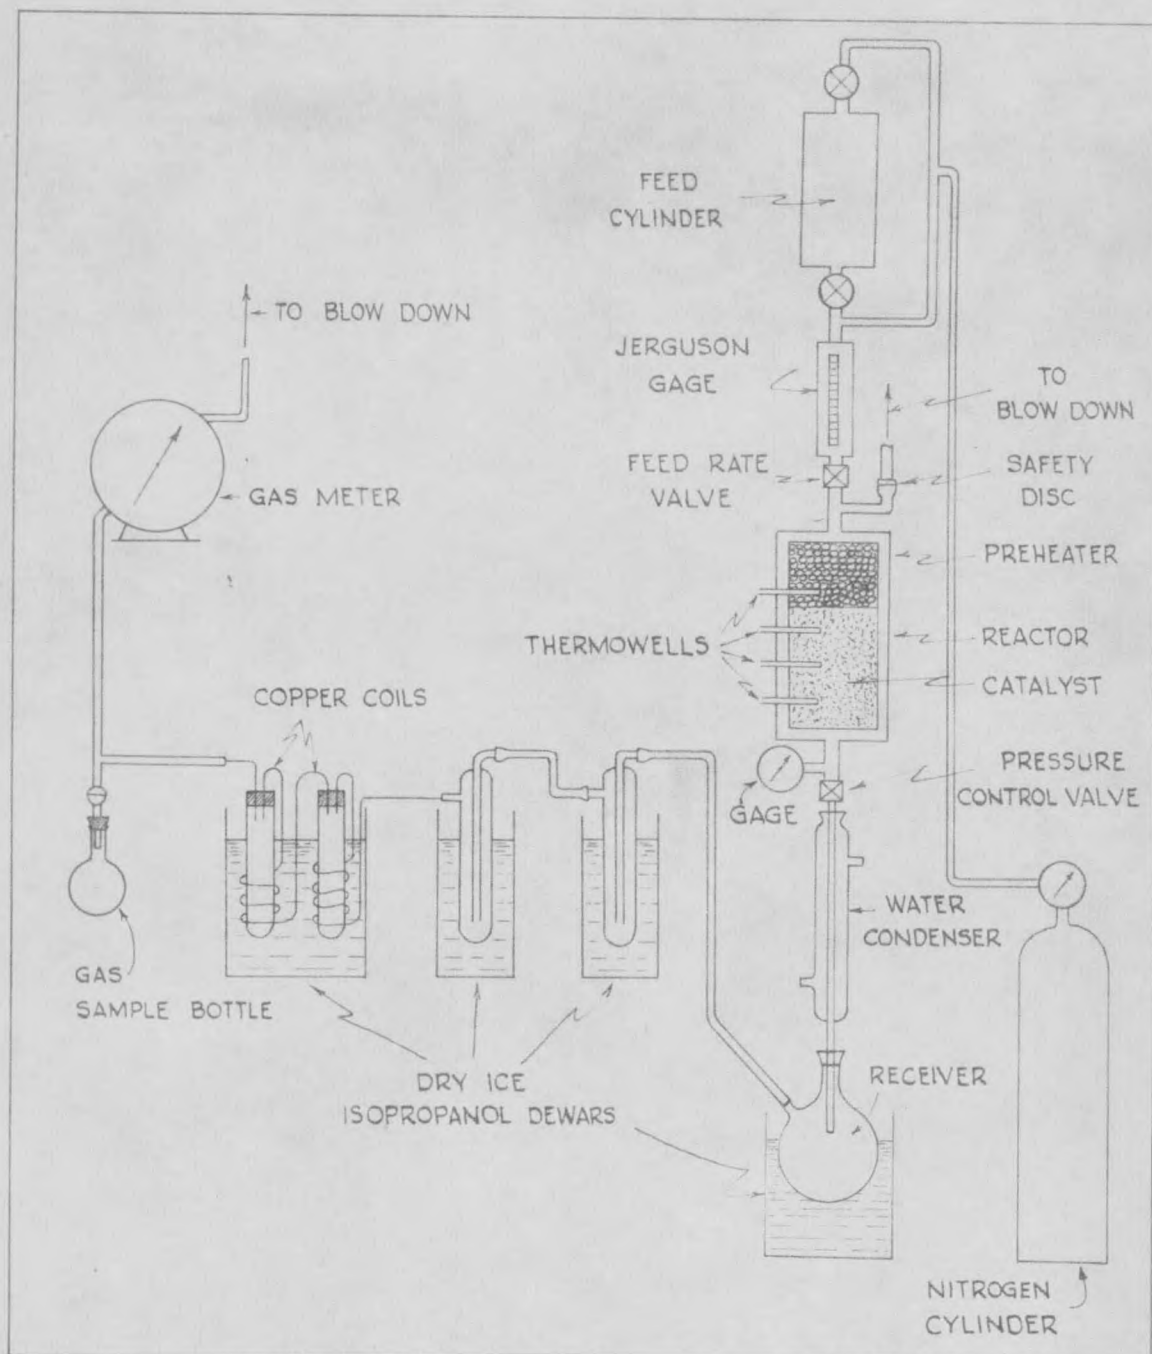 FEED
CYLINDER
TO BLOW DOWN
JERGUSON
GAGE
TO
BLOW DOWN
GAS METER
FEED RATE
VALVE
SAFETY
DISC
PREHEATER
THERMOWELLS
REACTOR
CATALYST
COPPER COILS
PRESSURE
CONTROL VALVE
GAGE
WATER
CONDENSER
GAS
SAMPLE BOTTLE
DRY ICE
ISOPROPANOL DEWARS
RECEIVER
NITROGEN
CYLINDER